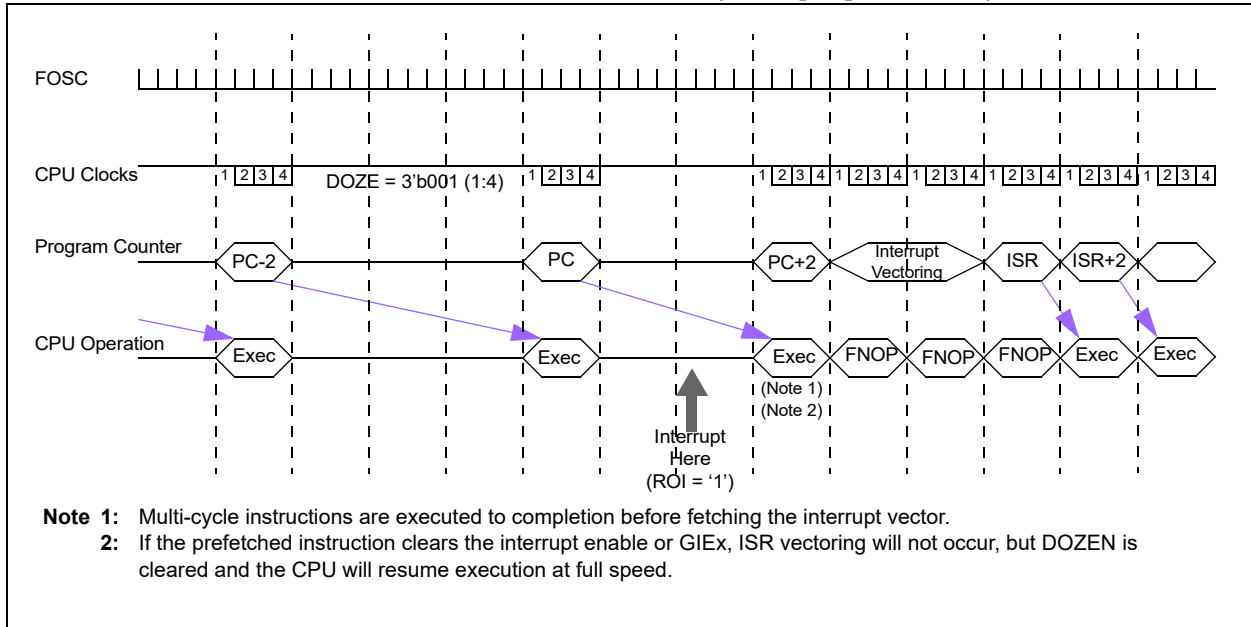 FOSC
CPU Clocks
1 2 3 4
DOZE = 3'b001 (1:4)
1 2 3 4
1 2 3 4 1 2 3 4 1 2 3 4 1 2 3 4 1 2 3 4 1 2 3 4
Program Counter
PC-2
PC
PC+2
Interrupt
Vectoring
ISR
ISR+2
CPU Operation
Exec
Exec
Exec
FNOP
FNOP
FNOP
Exec
Exec
(Note 1)
(Note 2)
Interrupt
Here
(ROI = ‘1’)
Note 1: Multi-cycle instructions are executed to completion before fetching the interrupt vector.
2: If the prefetched instruction clears the interrupt enable or GIEx, ISR vectoring will not occur, but DOZEN is
cleared and the CPU will resume execution at full speed.